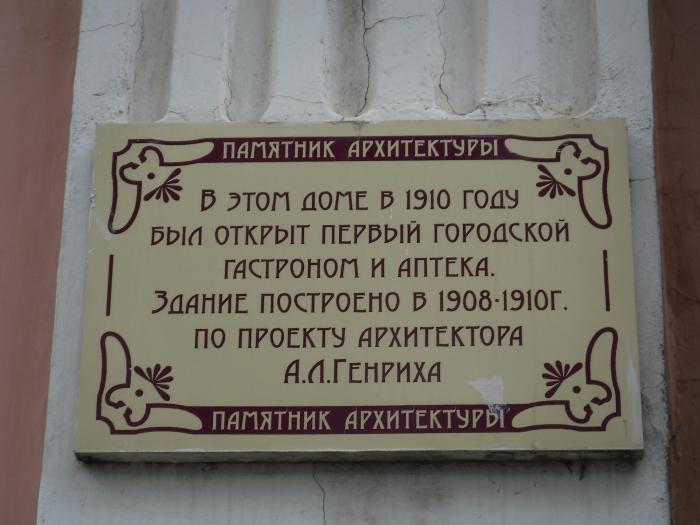 ПАМЯТНИК АРХИТЕКТУРЫ
В ЭТОМ ДОМЕ В 1910 ГОДУ
БЫЛ ОТКРЫТ ПЕРВЫЙ ГОРОДСКОЙ
ГАСТРОНОМ И АПТЕКА.
ЗДАНИЕ ПОСТРОЕНО В 1908-1910Г.
ПО ПРОЕКТУ АРХИТЕКТОРА
А.Л.ГЕНРИХА
ПАМЯТНИК АРХИТЕКТУРЫ